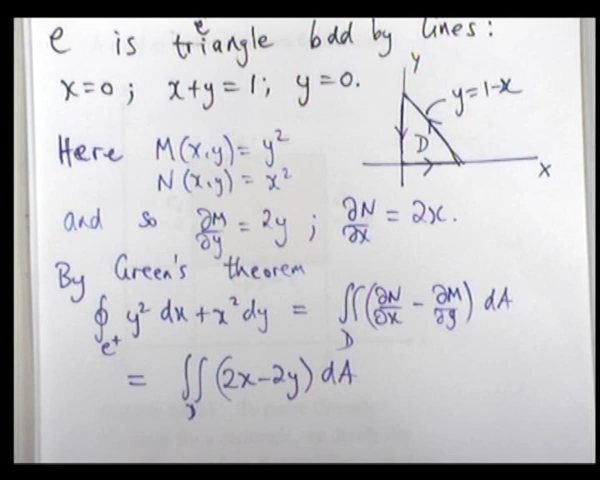 e is triangle bdd by lines:
e
x=0; x+y=1; y=0.
y
y=1-x
D
x
Here M(x,y) = y²
N(x,y) = x²
and so ∂M/∂y = 2y ; ∂N/∂x = 2x.
By Green's theorem
∮_{e⁺} y² dx + x² dy = ∬_D (∂N/∂x - ∂M/∂y) dA
= ∬_D (2x-2y) dA